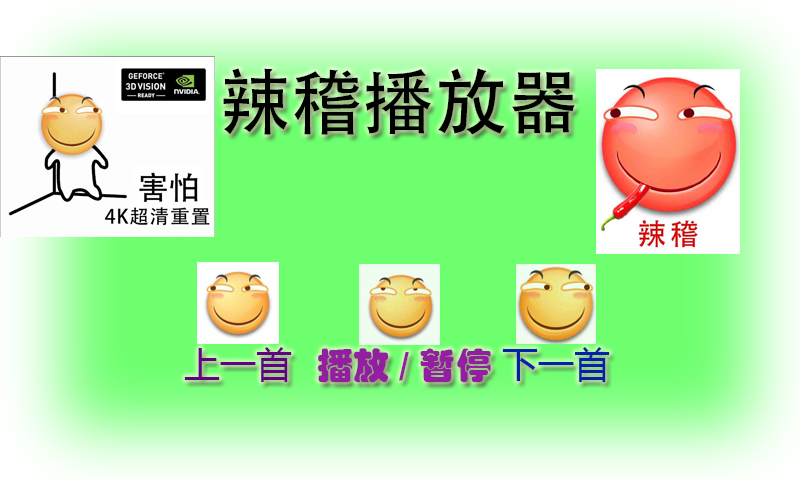 GEFORCE
3D VISION
READY
NVIDIA.
辣稽播放器
害怕
4K超清重置
辣稽
上一首 播放 / 暂停 下一首